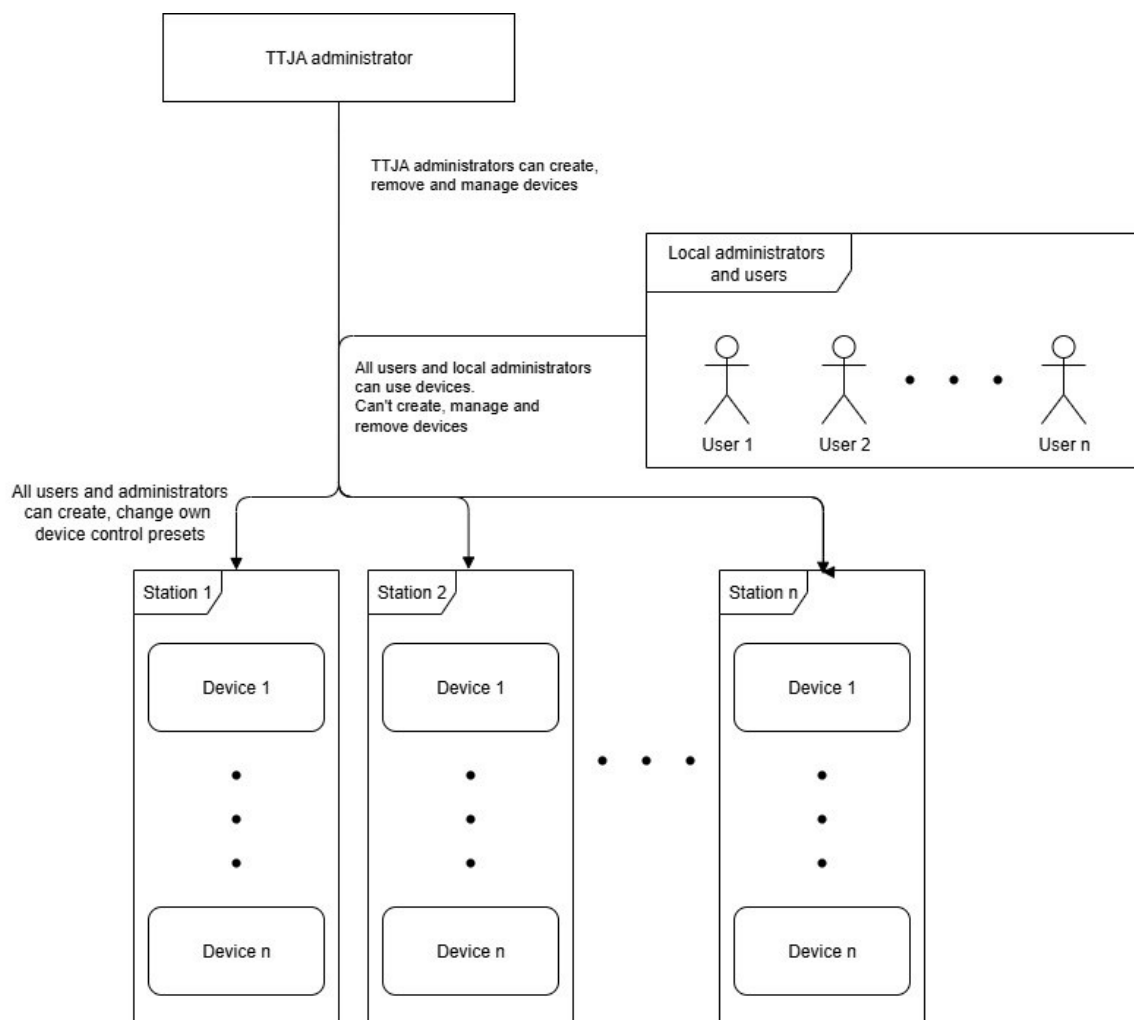 TTJA administrator
TTJA administrators can create,
remove and manage devices
Local administrators
and users
User 1
User 2
User n
All users and local administrators
can use devices.
Can't create, manage and
remove devices
All users and administrators
can create, change own
device control presets
Station 1
Station 2
Station n
Device 1
Device 1
Device 1
Device n
Device n
Device n